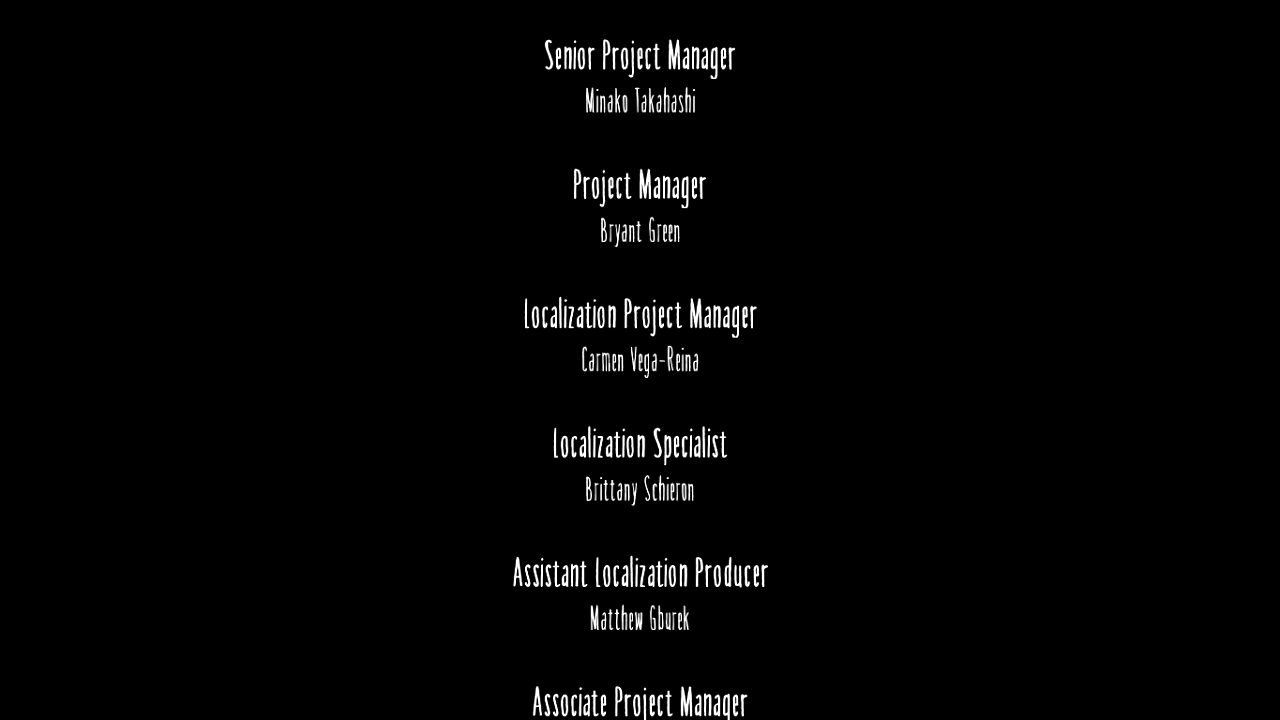 Senior Project Manager
Minako Takahashi
Project Manager
Bryant Green
Localization Project Manager
Carmen Vega-Reina
Localization Specialist
Brittany Schieron
Assistant Localization Producer
Matthew Gburek
Associate Project Manager